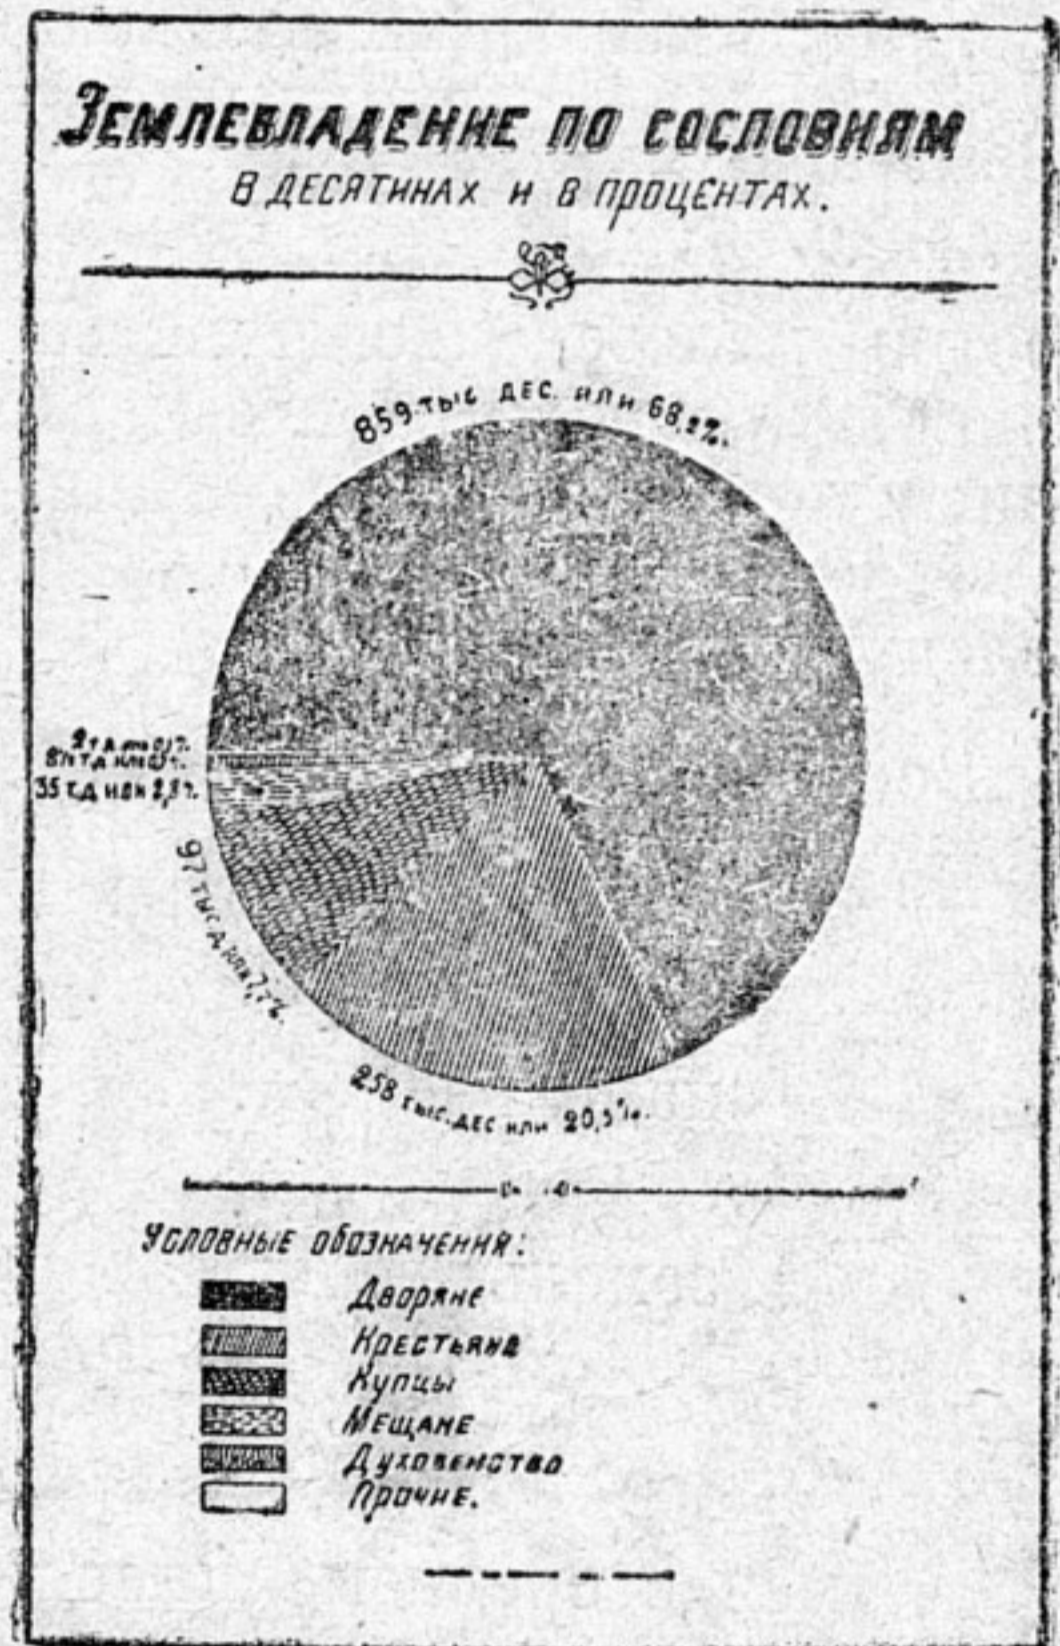 Землевладение по сословиям
в десятинах и в процентах.
859 тыс дес. или 68,2%.
35 т.д или 2,8%.
97 тыс д или 7,7%.
258 тыс. дес или 20,5%.
Условные обозначения:
Дворяне
Крестьяне
Купцы
Мещане
Духовенство
Прочие.